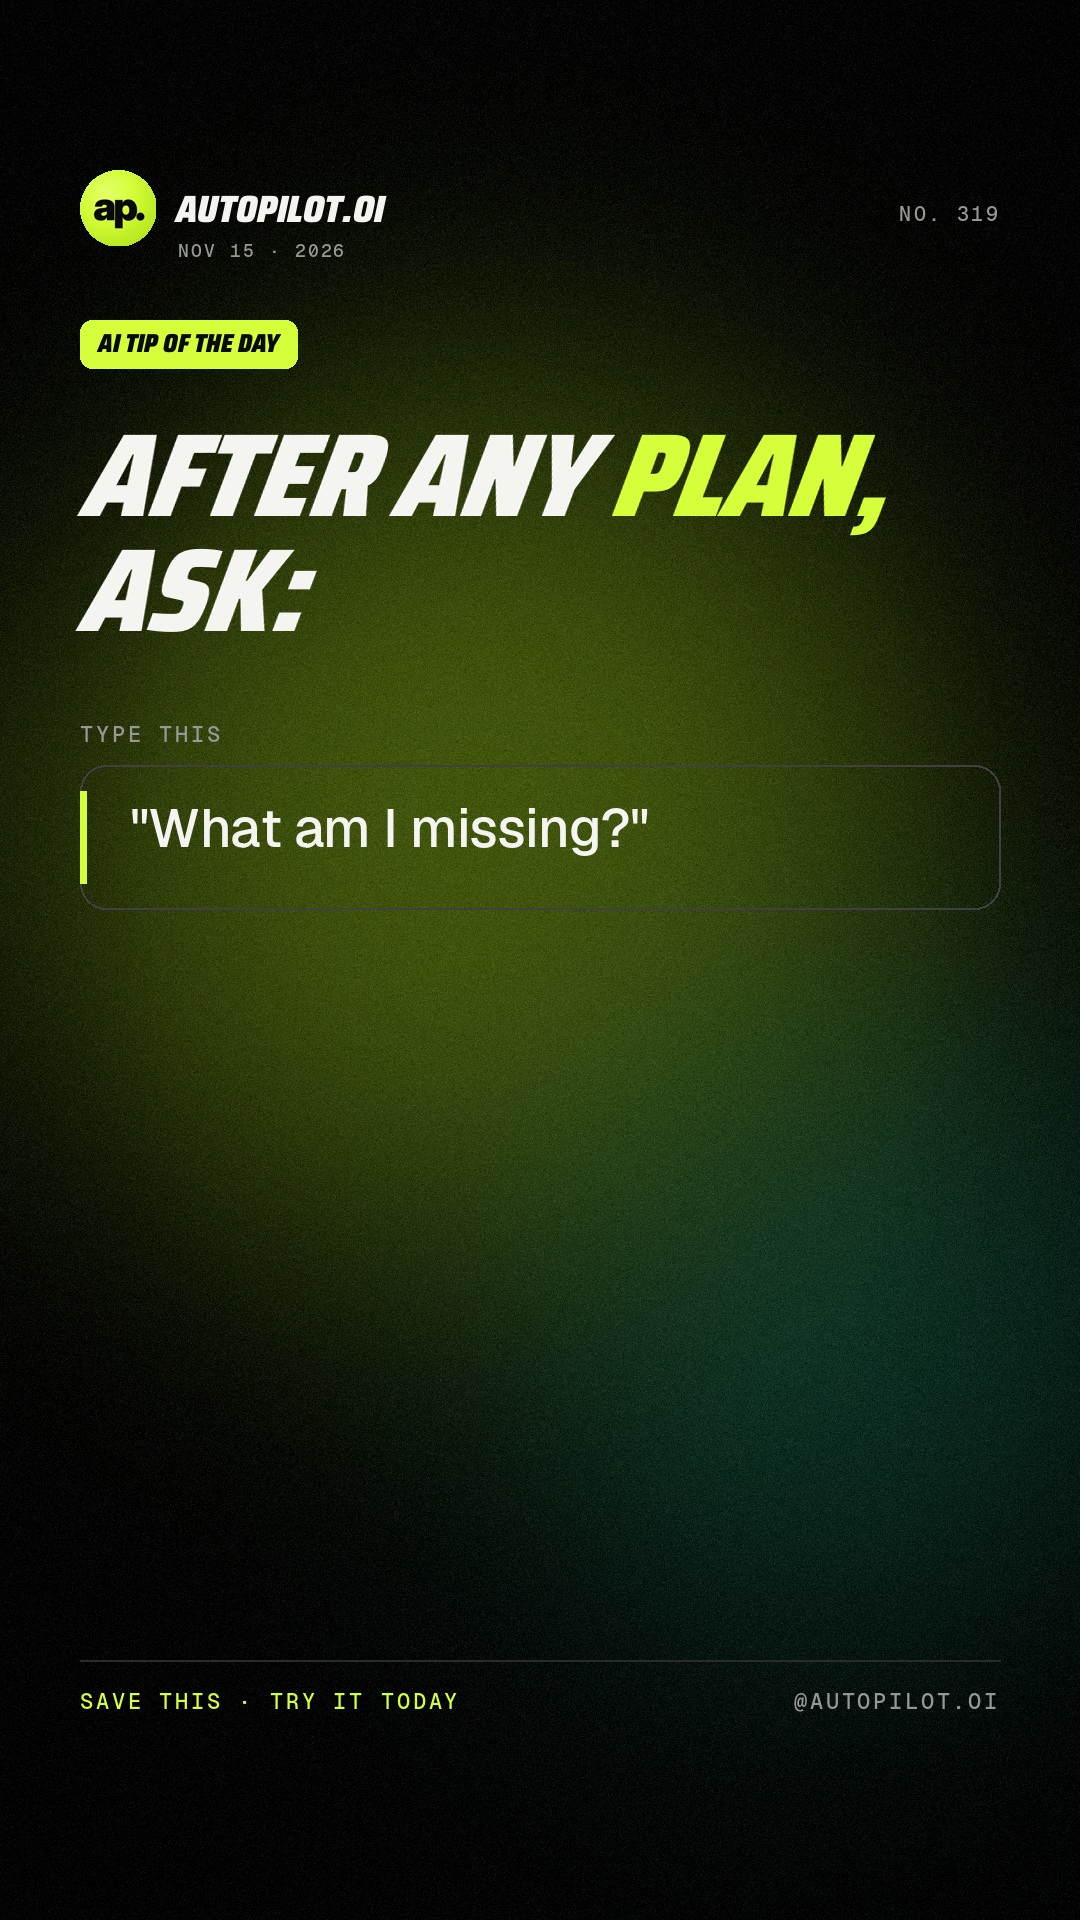 ap.
AUTOPILOT.OI
NOV 15 · 2026
NO. 319
AI TIP OF THE DAY
AFTER ANY PLAN,
ASK:
TYPE THIS
"What am I missing?"
SAVE THIS · TRY IT TODAY
@AUTOPILOT.OI